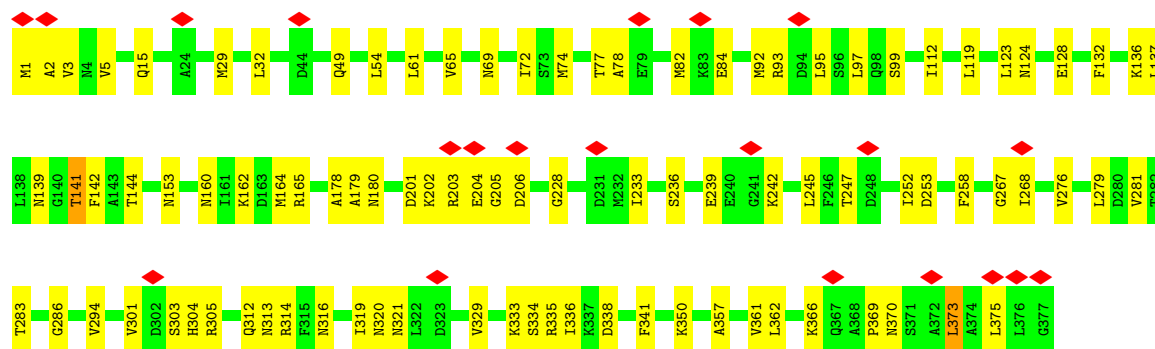 M1 A2 V3 N4 V5 Q15 A24 M29 L32 D44 Q49 L54 L61 V65 N69 I72 S73 M74 T77 A78 E79 M82 K83 E84 M92 R93 D94 L95 S96 L97 Q98 S99 I112 L119 L123 N124 E128 F132 K136 L137
L138 N139 G140 T141 F142 A143 T144 N153 N160 I161 K162 D163 M164 R165 A178 A179 N180 D201 K202 R203 E204 G205 D206 G228 D231 M232 I233 S236 E239 E240 G241 K242 L245 F246 T247 D248 I252 D253 F258 G267 I268 V276 L279 D280 V281 T282
T283 G286 V294 V301 D302 S303 H304 R305 Q312 N313 R314 F315 N316 I319 N320 N321 L322 D323 V329 K333 S334 R335 I336 K337 D338 F341 K350 A357 V361 L362 K366 Q367 A368 P369 N370 S371 A372 L373 A374 L375 L376 G377